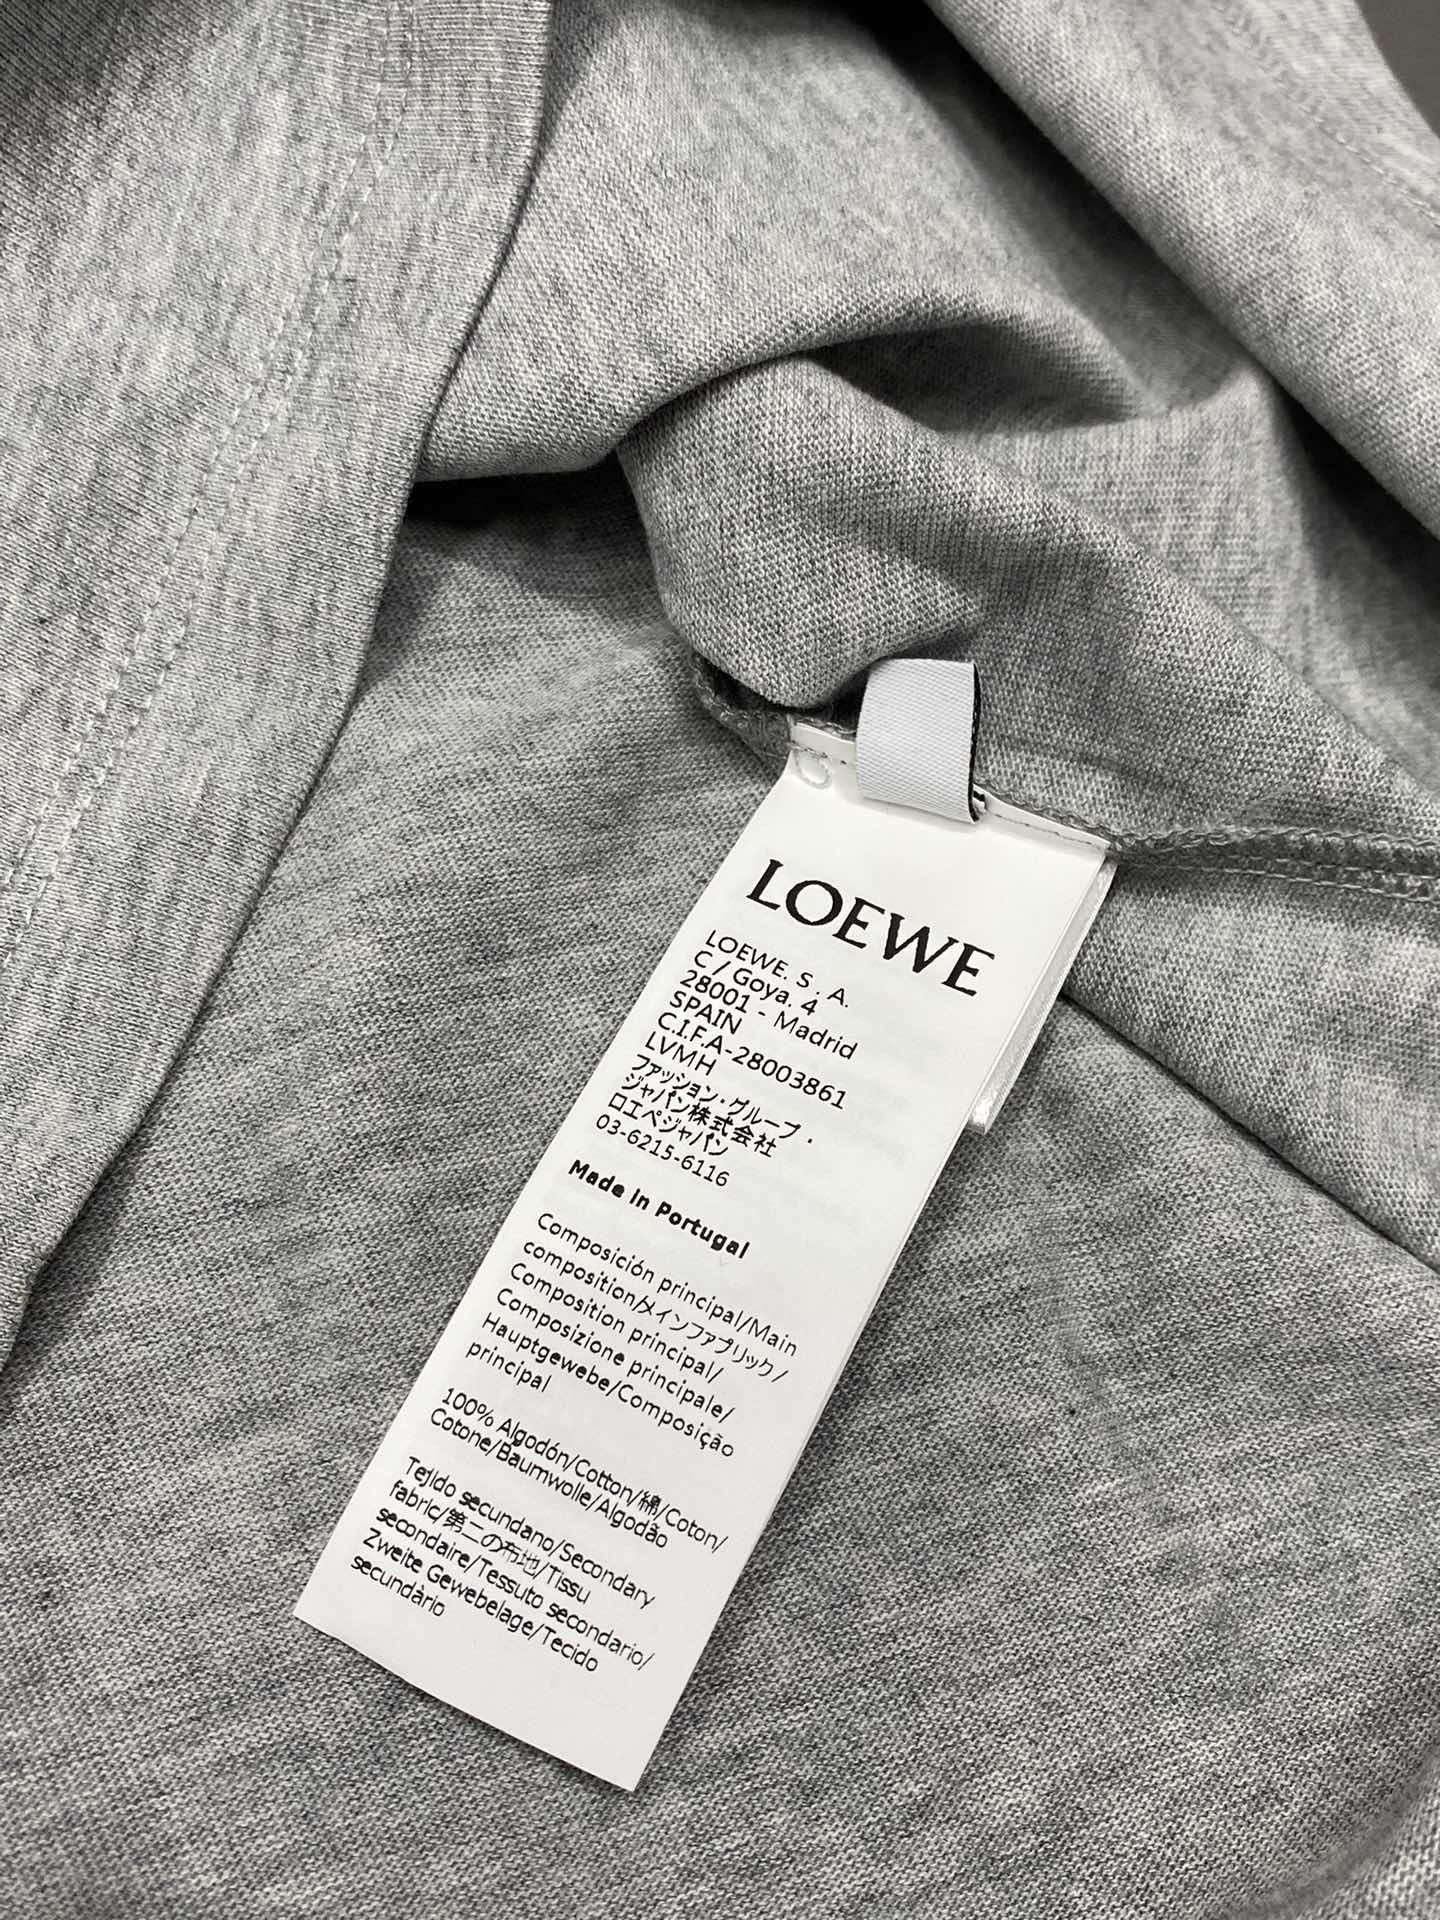 LOEWE
LOEWE. S . A.
C / Goya. 4
28001 - Madrid
SPAIN
C.I.F.A-28003861
LVMH
ファッション・グループ・
ジャパン株式会社
ロエベジャパン
03-6215-6116
Made in Portugal
Composición principal/Main
composition/メインファブリック/
Composition principal/
Composizione principale/
Hauptgewebe/Composição
principal
100% Algodón/Cotton/綿/Coton/
Cotone/Baumwolle/Algodão
Tejido secundano/Secondary
fabric/第二の布地/Tissu
secondaire/Tessuto secondario/
Zweite Gewebelage/Tecido
secundàrio